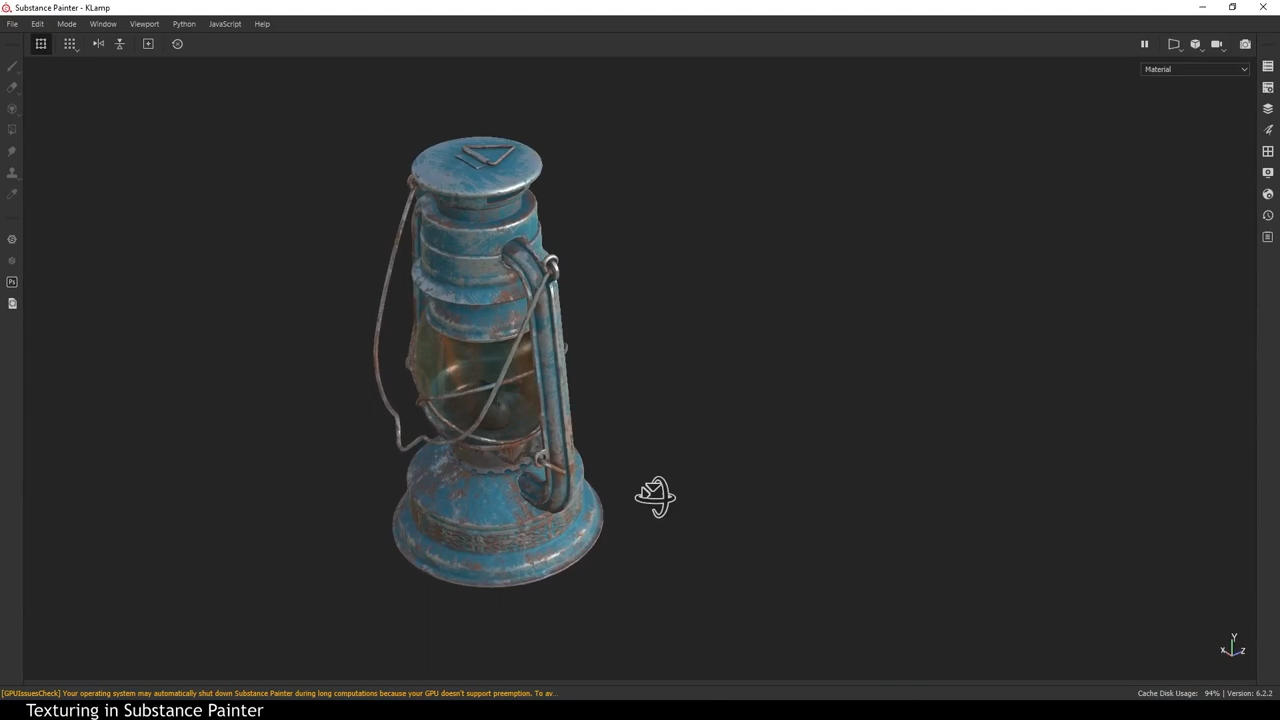 Substance Painter - KLamp
File Edit Mode Window Viewport Python JavaScript Help
Material
Ps
Y
X Z
[GPUIssuesCheck] Your operating system may automatically shut down Substance Painter during long computations because your GPU doesn't support preemption. To av...
Cache Disk Usage: 94% | Version: 6.2.2
Texturing in Substance Painter